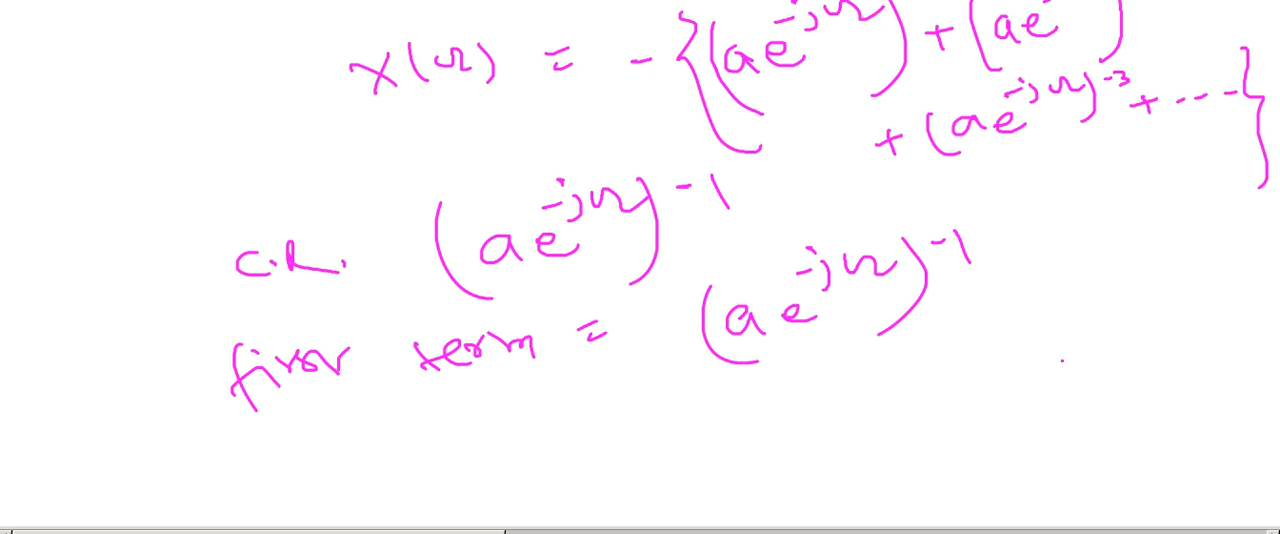 X(Ω) = - {(ae^{-jΩ}) + (ae^{-
+ (ae^{-jΩ})^{-3} + ---- }
C.R. (ae^{-jΩ})^{-1}
first term = (ae^{-jΩ})^{-1}